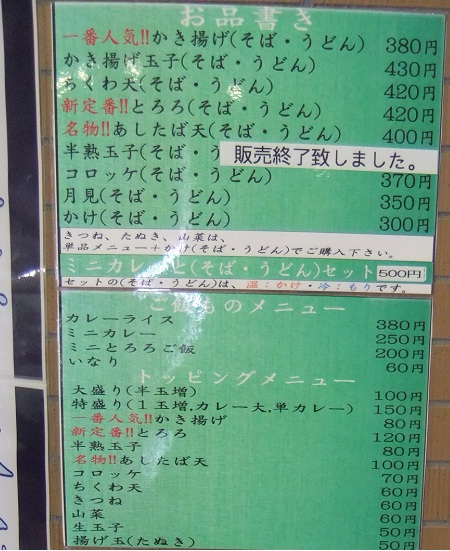 お品書き
一番人気!!かき揚げ(そば・うどん) 380円
かき揚げ玉子(そば・うどん) 430円
ちくわ天(そば・うどん) 420円
新定番!!とろろ(そば・うどん) 420円
名物!!あしたば天(そば・うどん) 400円
半熟玉子(そば・う 販売終了致しました。
コロッケ(そば・うどん) 370円
月見(そば・うどん) 350円
かけ(そば・うどん) 300円
きつね、たぬき、山菜は、
単品メニュー+かけ(そば・うどん)でご購入下さい。
ミニカレーと(そば・うどん)セット 500円
セットの(そば・うどん)は、温:かけ・冷:もりです。
ご飯ものメニュー
カレーライス 380円
ミニカレー 250円
ミニとろろご飯 200円
いなり 60円
トッピングメニュー
大盛り(半玉増) 100円
特盛り(1玉増,カレー大,単カレー) 150円
一番人気!!かき揚げ 80円
新定番!!とろろ 120円
半熟玉子 80円
名物!!あしたば天 100円
コロッケ 70円
ちくわ天 60円
きつね 60円
山菜 60円
生玉子 50円
揚げ玉(たぬき) 50円